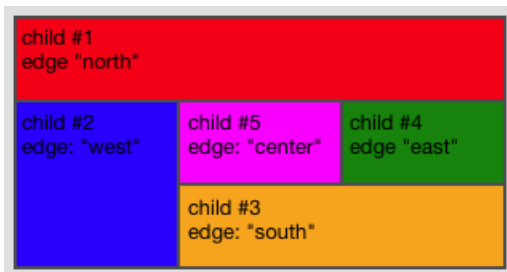 child #1
edge "north"
child #2
edge: "west"
child #5
edge: "center"
child #4
edge "east"
child #3
edge: "south"